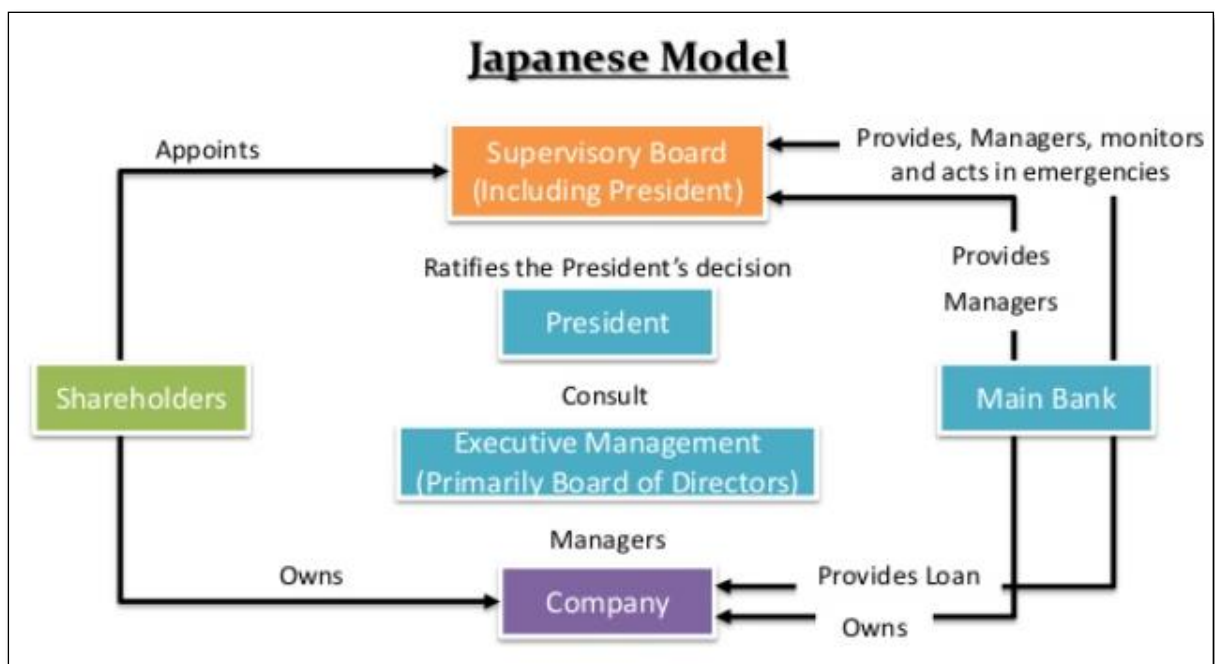 Japanese Model
Appoints
Supervisory Board
(Including President)
Provides, Managers, monitors
and acts in emergencies
Ratifies the President's decision
Provides
Managers
President
Shareholders
Consult
Main Bank
Executive Management
(Primarily Board of Directors)
Managers
Owns
Company
Provides Loan
Owns